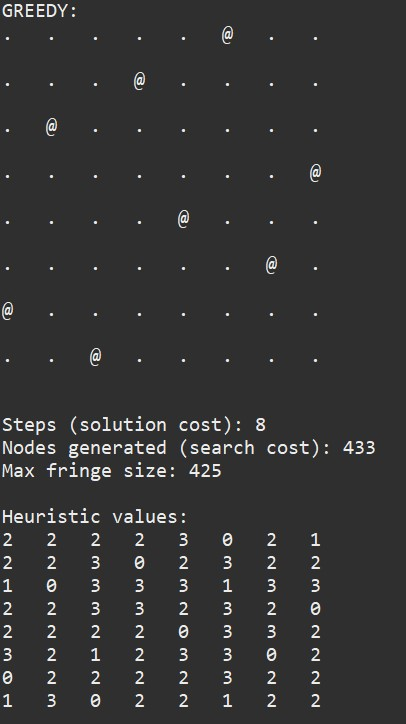 GREEDY:
. . . . . @ . .
. . . @ . . . .
. @ . . . . . .
. . . . . . . @
. . . . @ . . .
. . . . . . @ .
@ . . . . . . .
. . @ . . . . .
Steps (solution cost): 8
Nodes generated (search cost): 433
Max fringe size: 425
Heuristic values:
2 2 2 2 3 0 2 1
2 2 3 0 2 3 2 2
1 0 3 3 3 1 3 3
2 2 3 3 2 3 2 0
2 2 2 2 0 3 3 2
3 2 1 2 3 3 0 2
0 2 2 2 2 3 2 2
1 3 0 2 2 1 2 2